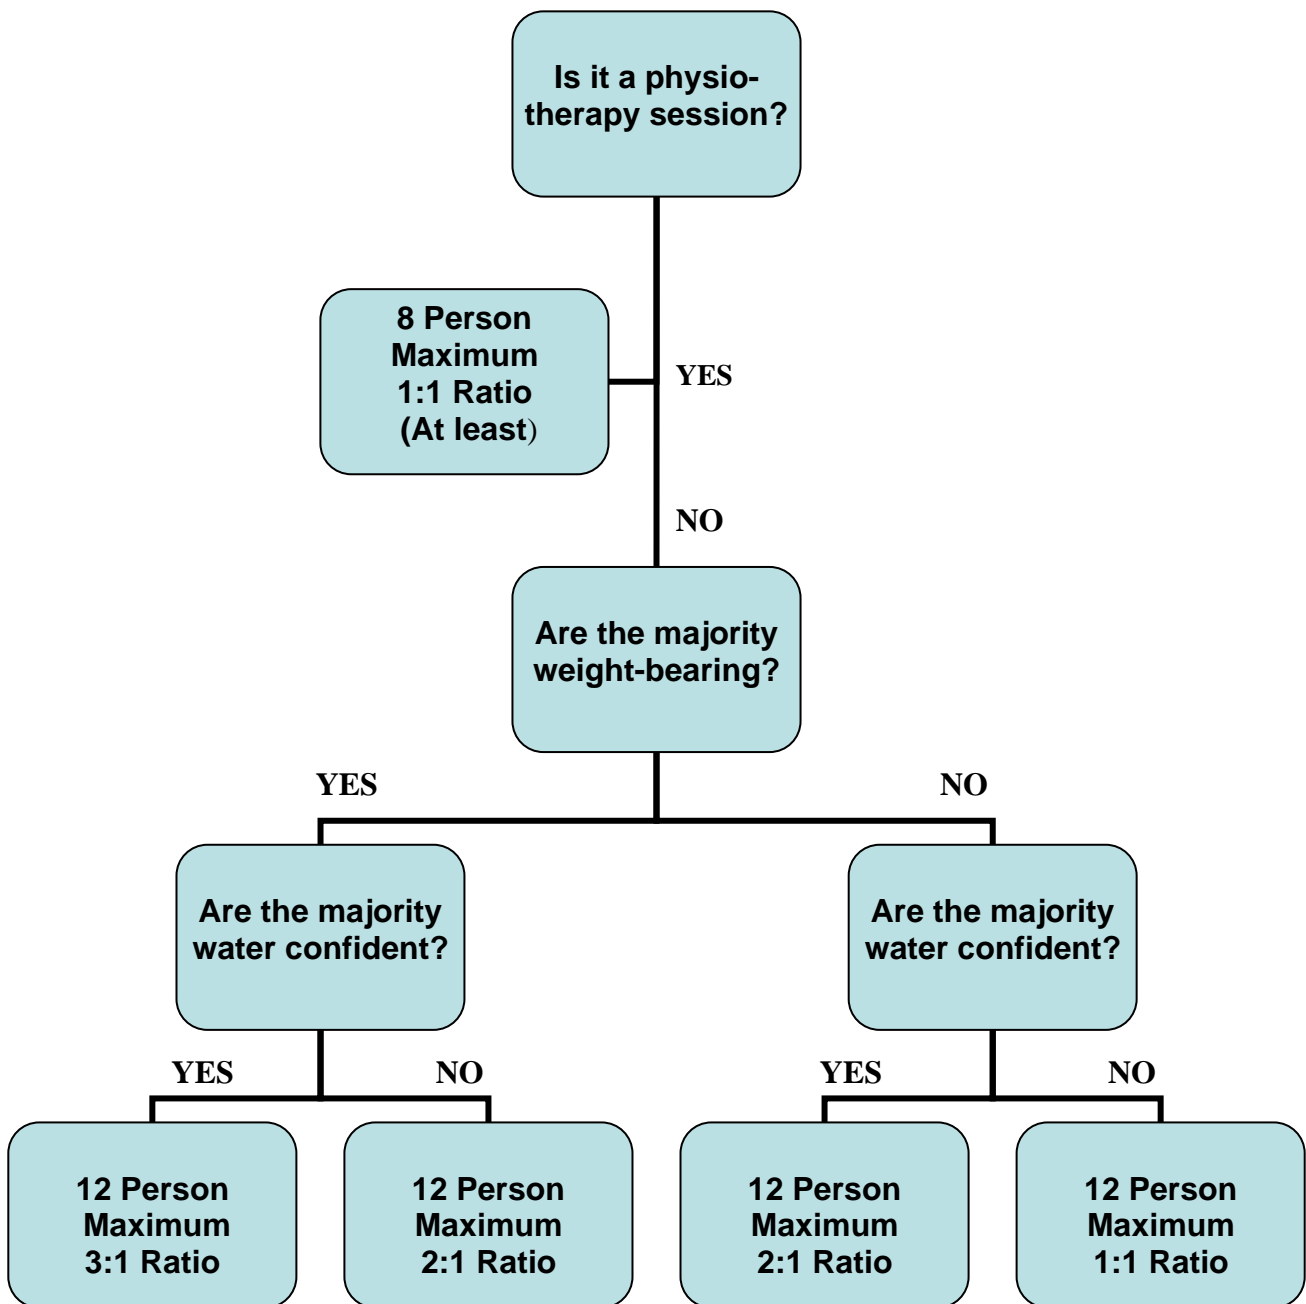 Is it a physio-
therapy session?
8 Person
Maximum
1:1 Ratio
(At least)
YES
NO
Are the majority
weight-bearing?
YES
NO
Are the majority
water confident?
Are the majority
water confident?
YES
NO
YES
NO
12 Person
Maximum
3:1 Ratio
12 Person
Maximum
2:1 Ratio
12 Person
Maximum
2:1 Ratio
12 Person
Maximum
1:1 Ratio